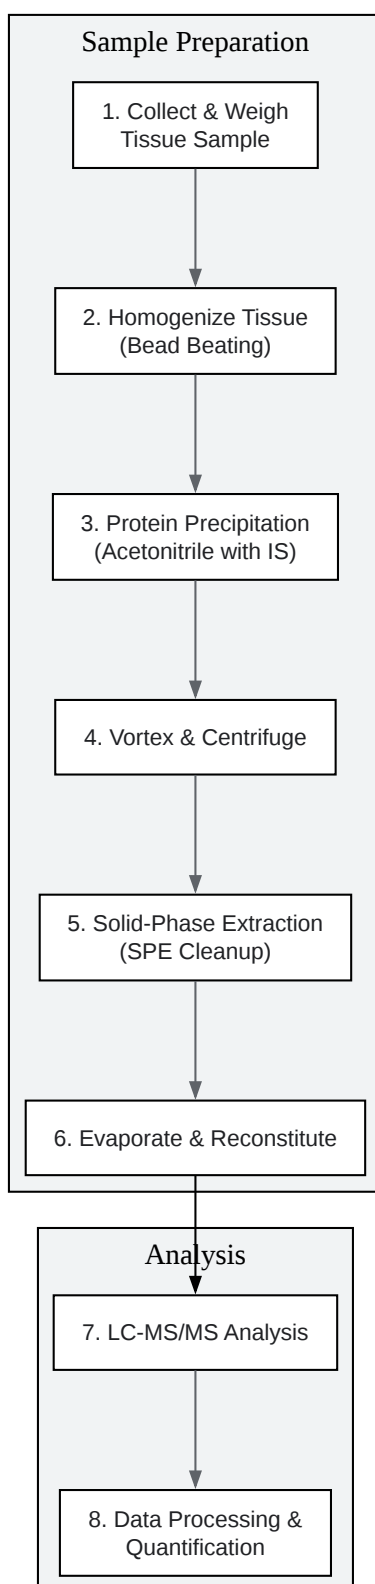 Sample Preparation
1. Collect & Weigh
Tissue Sample
2. Homogenize Tissue
(Bead Beating)
3. Protein Precipitation
(Acetonitrile with IS)
4. Vortex & Centrifuge
5. Solid-Phase Extraction
(SPE Cleanup)
6. Evaporate & Reconstitute
Analysis
7. LC-MS/MS Analysis
8. Data Processing &
Quantification